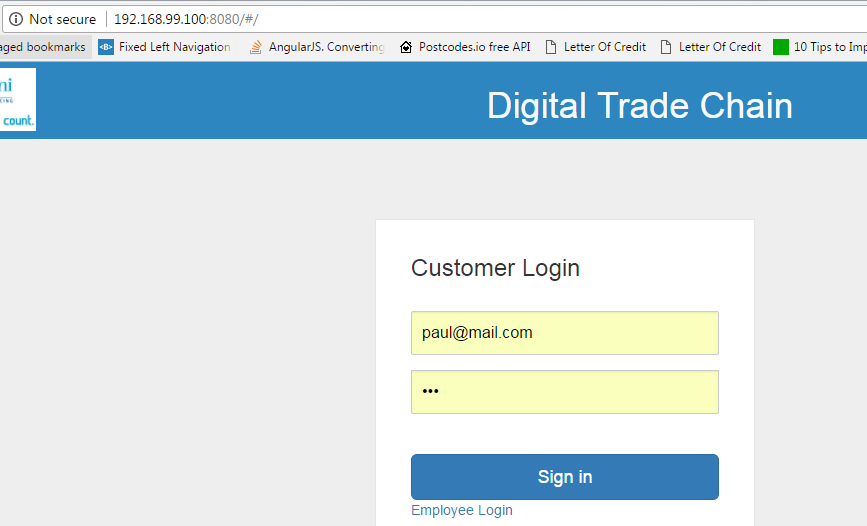 Not secure 192.168.99.100:8080/#/
aged bookmarks Fixed Left Navigation AngularJS. Converting Postcodes.io free API Letter Of Credit Letter Of Credit 10 Tips to Imp
ni
count.
Digital Trade Chain
Customer Login
paul@mail.com
•••
Sign in
Employee Login